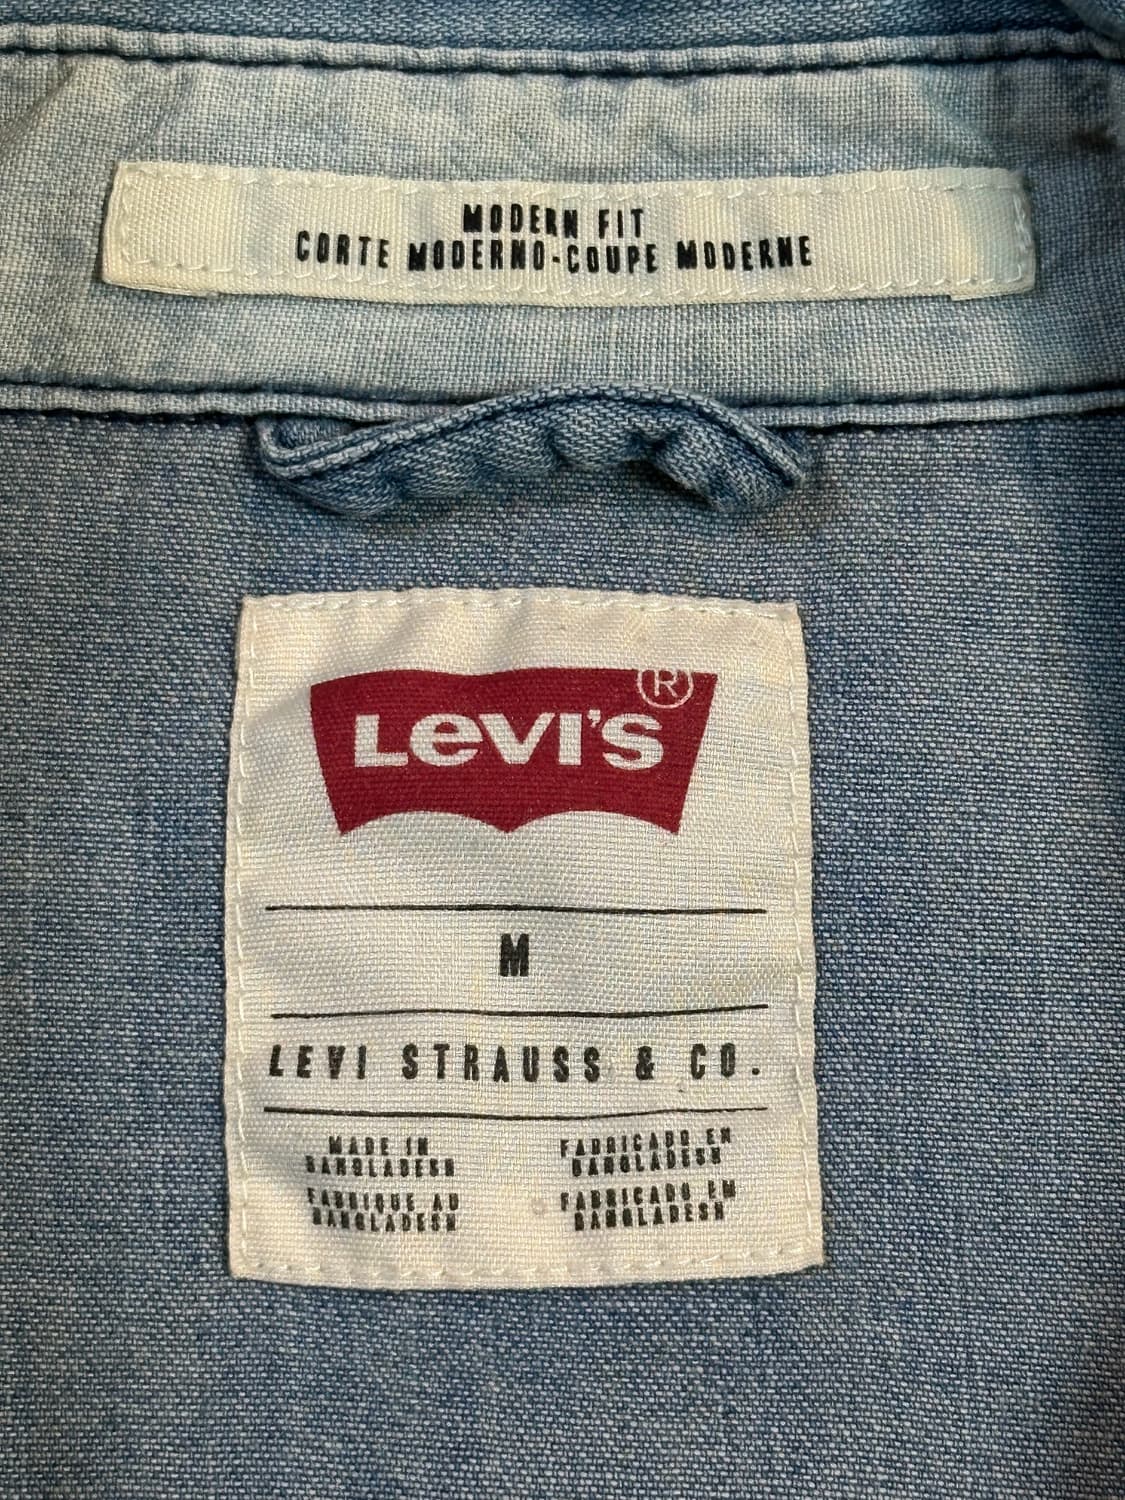 MODERN FIT
CORTE MODERNO-COUPE MODERNE
LEVI'S®
M
LEVI STRAUSS & CO.
MADE IN
BANGLADESH
FABRICADO EN
BANGLADESH
FABRIQUE AU
BANGLADESH
FABRICADO EM
BANGLADESH